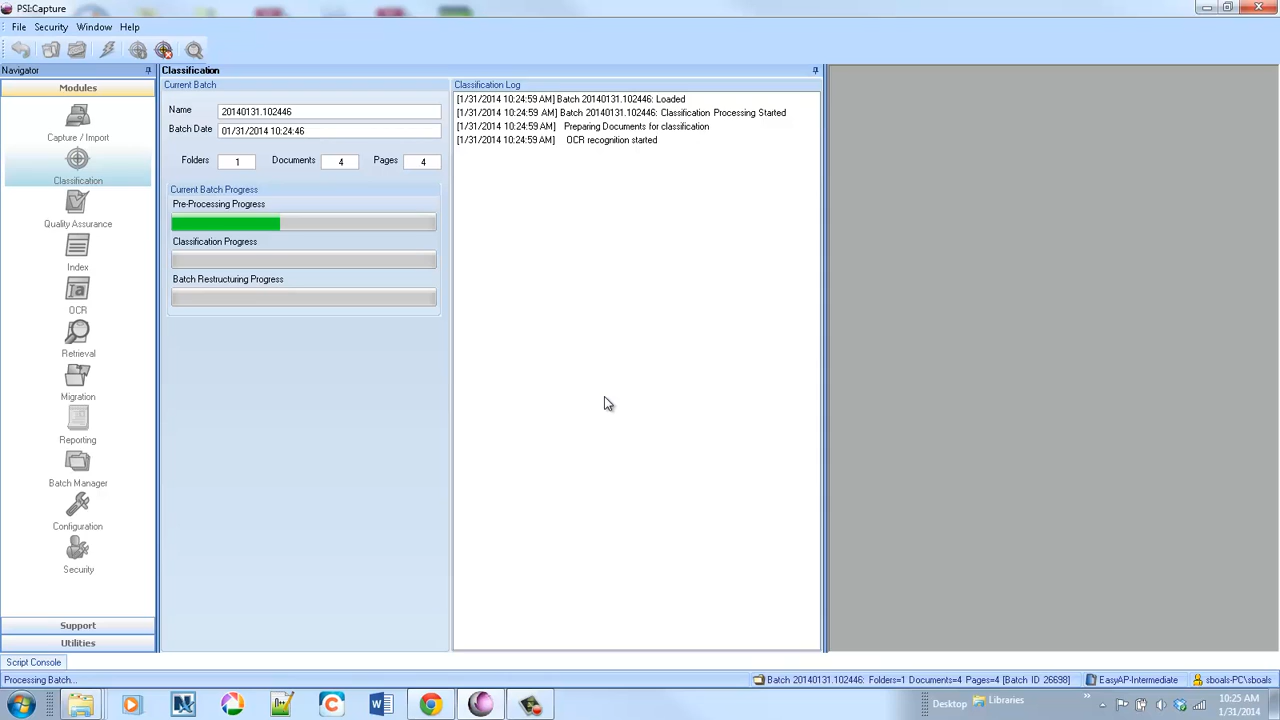 PSI:Capture
File Security Window Help
Navigator
Modules
Capture / Import
Classification
Quality Assurance
Index
OCR
Retrieval
Migration
Reporting
Batch Manager
Configuration
Security
Support
Utilities
Classification
Current Batch
Name 20140131.102446
Batch Date 01/31/2014 10:24:46
Folders 1 Documents 4 Pages 4
Current Batch Progress
Pre-Processing Progress
Classification Progress
Batch Restructuring Progress
Classification Log
[1/31/2014 10:24:59 AM] Batch 20140131.102446: Loaded
[1/31/2014 10:24:59 AM] Batch 20140131.102446: Classification Processing Started
[1/31/2014 10:24:59 AM] Preparing Documents for classification
[1/31/2014 10:24:59 AM] OCR recognition started
Script Console
Processing Batch...
Batch 20140131.102446: Folders=1 Documents=4 Pages=4 [Batch ID 26698] EasyAP-Intermediate sboals-PC\sboals
Desktop Libraries
10:25 AM
1/31/2014